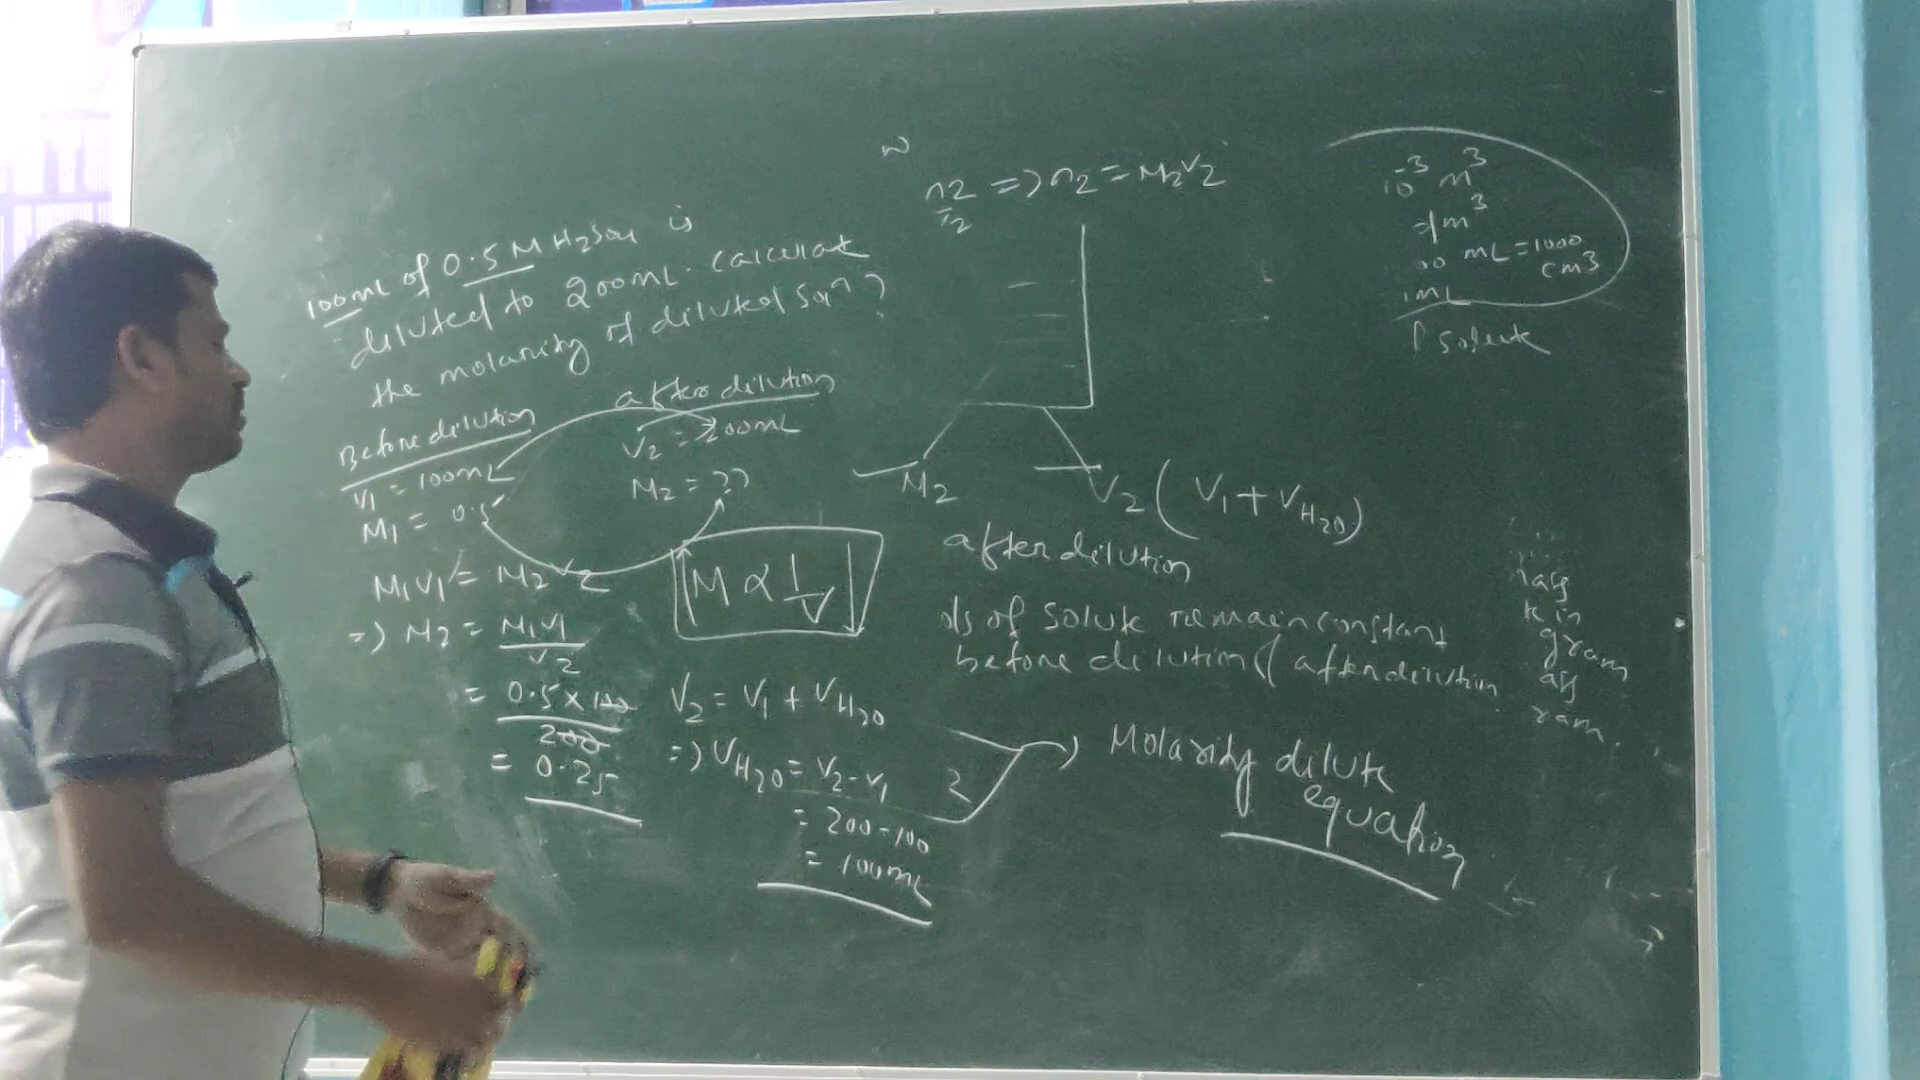 100mL of 0.5 M H2SO4 is
diluted to 200mL. calculate
the molarity of diluted Sol?
Before dilution
V1 = 100mL
M1 = 0.5
after dilution
V2 = 200mL
M2 = ??
M1V1 = M2V2
=) M2 = M1V1
V2
= 0.5 x 100
200
= 0.25
M ∝ 1/V
V2 = V1 + VH2O
=) VH2O = V2 - V1
= 200-100
= 100mL
n2 =) n2 = M2V2
M2
V2 (V1 + VH2O)
after dilution
of solute remain constant
before dilution & after dilution
=) Molarity dilute
equation
10-3 m3
mL = 1000
cm3
1mL
solute
gram